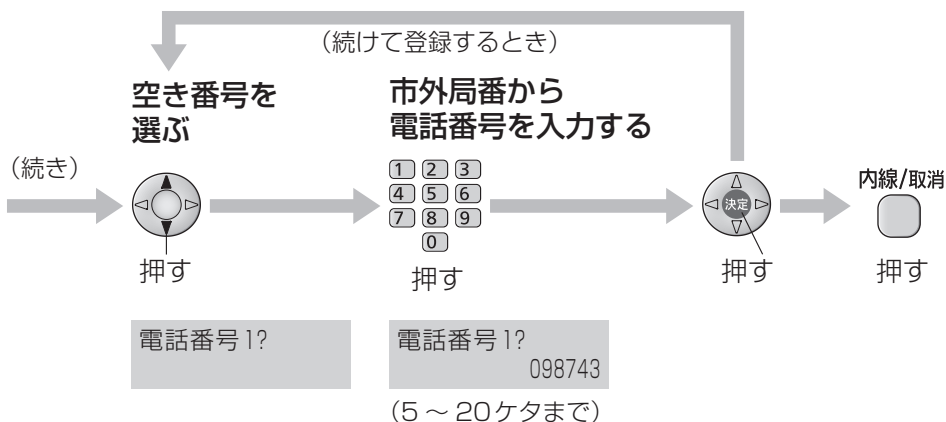 （続けて登録するとき）
空き番号を
選ぶ
市外局番から
電話番号を入力する
（続き）
1 2 3
4 5 6
7 8 9
0
決定
内線/取消
押す
押す
押す
押す
電話番号1?
電話番号1?
098743
（5～20ケタまで）